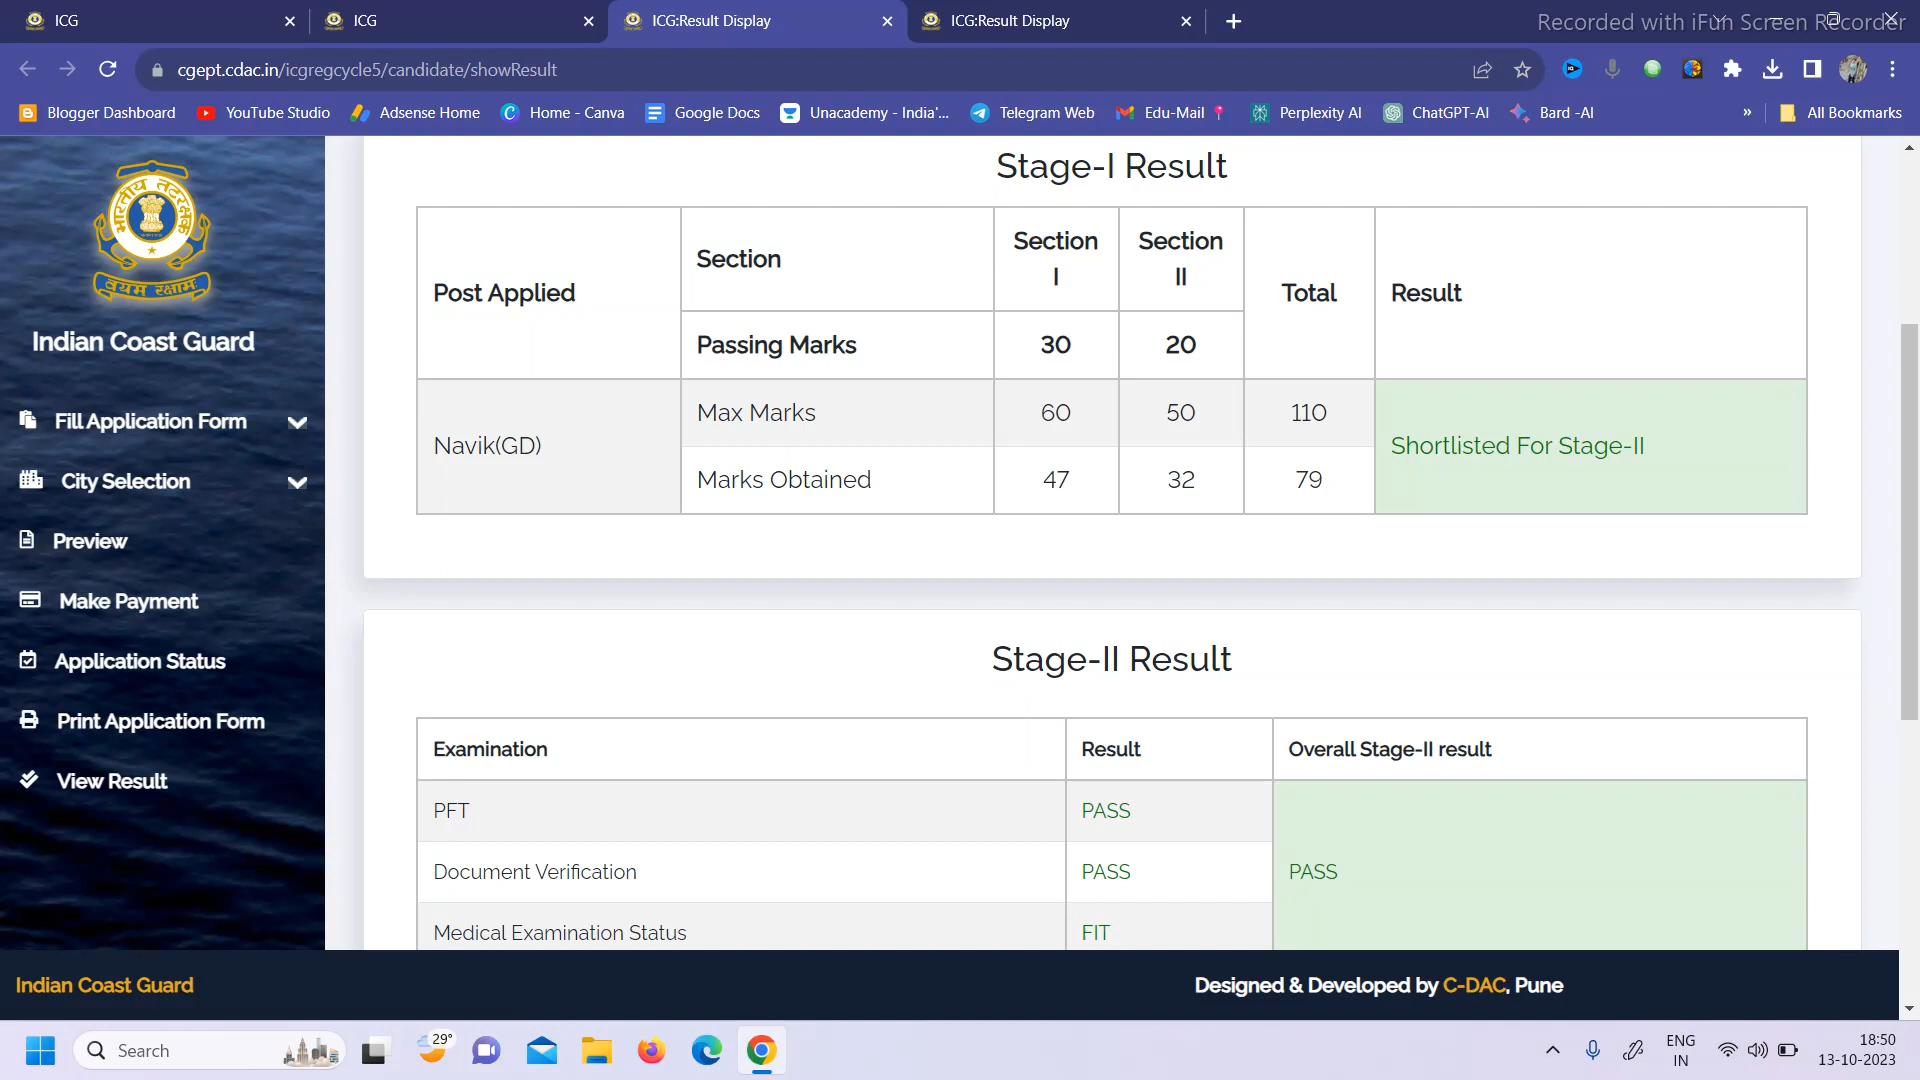 ICG
ICG
ICG:Result Display
ICG:Result Display
Recorded with iFun Screen Recorder
cgept.cdac.in/icgregcycle5/candidate/showResult
Blogger Dashboard
YouTube Studio
Adsense Home
Home - Canva
Google Docs
Unacademy - India'...
Telegram Web
Edu-Mail
Perplexity AI
ChatGPT-AI
Bard -AI
»
All Bookmarks
भारतीय तटरक्षक
वयम रक्षामः
Indian Coast Guard
Fill Application Form
City Selection
Preview
Make Payment
Application Status
Print Application Form
View Result
Stage-I Result
Post Applied
Section
Section I
Section II
Total
Result
Passing Marks
30
20
Navik(GD)
Max Marks
60
50
110
Shortlisted For Stage-II
Marks Obtained
47
32
79
Stage-II Result
Examination
Result
Overall Stage-II result
PFT
PASS
Document Verification
PASS
PASS
Medical Examination Status
FIT
Indian Coast Guard
Designed & Developed by C-DAC, Pune
Search
29°
ENG
IN
18:50
13-10-2023